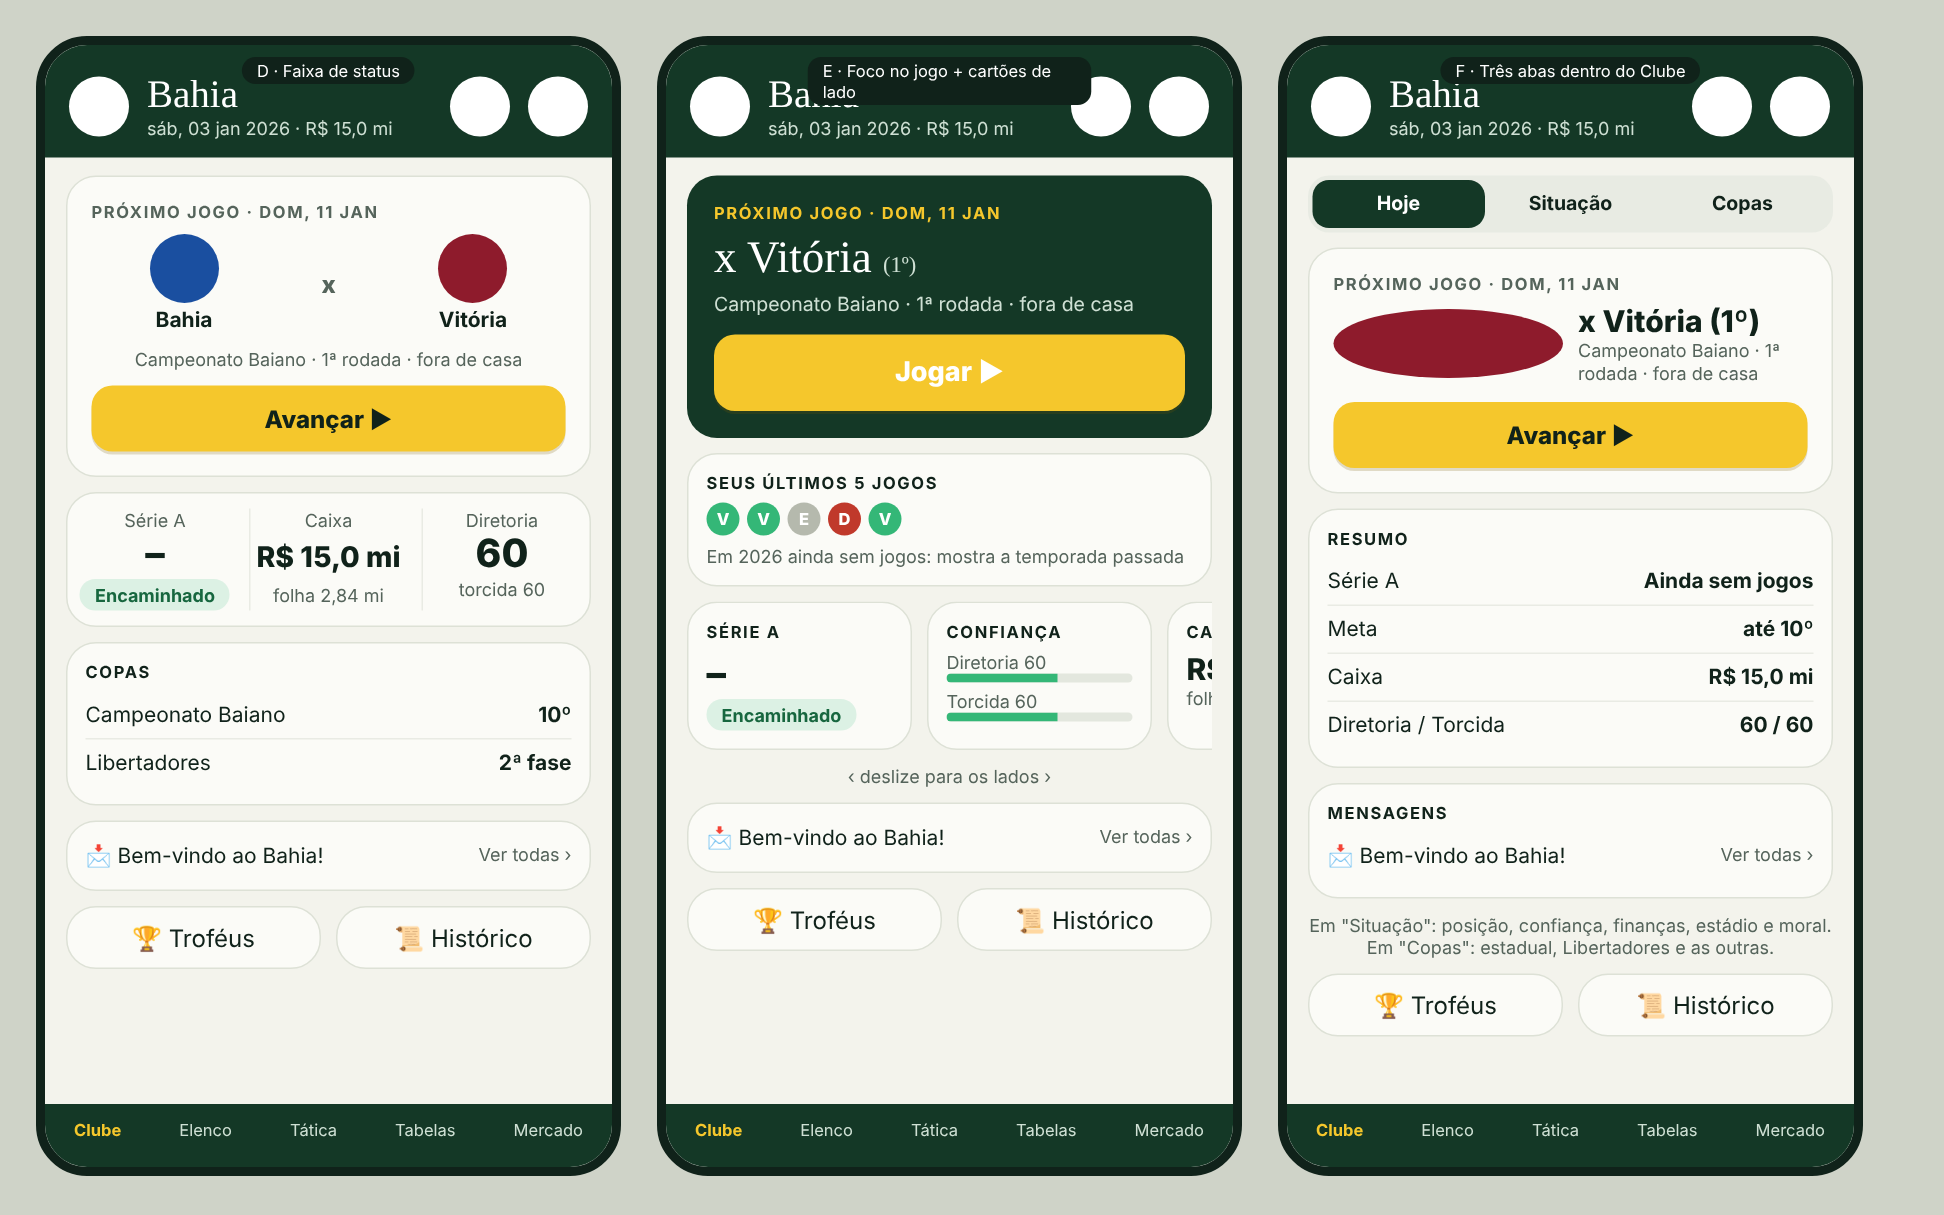 D · Faixa de status
Bahia
sáb, 03 jan 2026 · R$ 15,0 mi
PRÓXIMO JOGO · DOM, 11 JAN
x
Bahia
Vitória
Campeonato Baiano · 1ª rodada · fora de casa
Avançar ▶
Série A
–
Encaminhado
Caixa
R$ 15,0 mi
folha 2,84 mi
Diretoria
60
torcida 60
COPAS
Campeonato Baiano 10º
Libertadores 2ª fase
📩 Bem-vindo ao Bahia! Ver todas ›
🏆 Troféus
📜 Histórico
Clube Elenco Tática Tabelas Mercado
E · Foco no jogo + cartões de
lado
sáb, 03 jan 2026 · R$ 15,0 mi
PRÓXIMO JOGO · DOM, 11 JAN
x Vitória (1º)
Campeonato Baiano · 1ª rodada · fora de casa
Jogar ▶
SEUS ÚLTIMOS 5 JOGOS
V V E D V
Em 2026 ainda sem jogos: mostra a temporada passada
SÉRIE A
–
Encaminhado
CONFIANÇA
Diretoria 60
Torcida 60
‹ deslize para os lados ›
📩 Bem-vindo ao Bahia! Ver todas ›
🏆 Troféus
📜 Histórico
Clube Elenco Tática Tabelas Mercado
F · Três abas dentro do Clube
Bahia
sáb, 03 jan 2026 · R$ 15,0 mi
Hoje Situação Copas
PRÓXIMO JOGO · DOM, 11 JAN
x Vitória (1º)
Campeonato Baiano · 1ª
rodada · fora de casa
Avançar ▶
RESUMO
Série A Ainda sem jogos
Meta até 10º
Caixa R$ 15,0 mi
Diretoria / Torcida 60 / 60
MENSAGENS
📩 Bem-vindo ao Bahia! Ver todas ›
Em "Situação": posição, confiança, finanças, estádio e moral.
Em "Copas": estadual, Libertadores e as outras.
🏆 Troféus
📜 Histórico
Clube Elenco Tática Tabelas Mercado